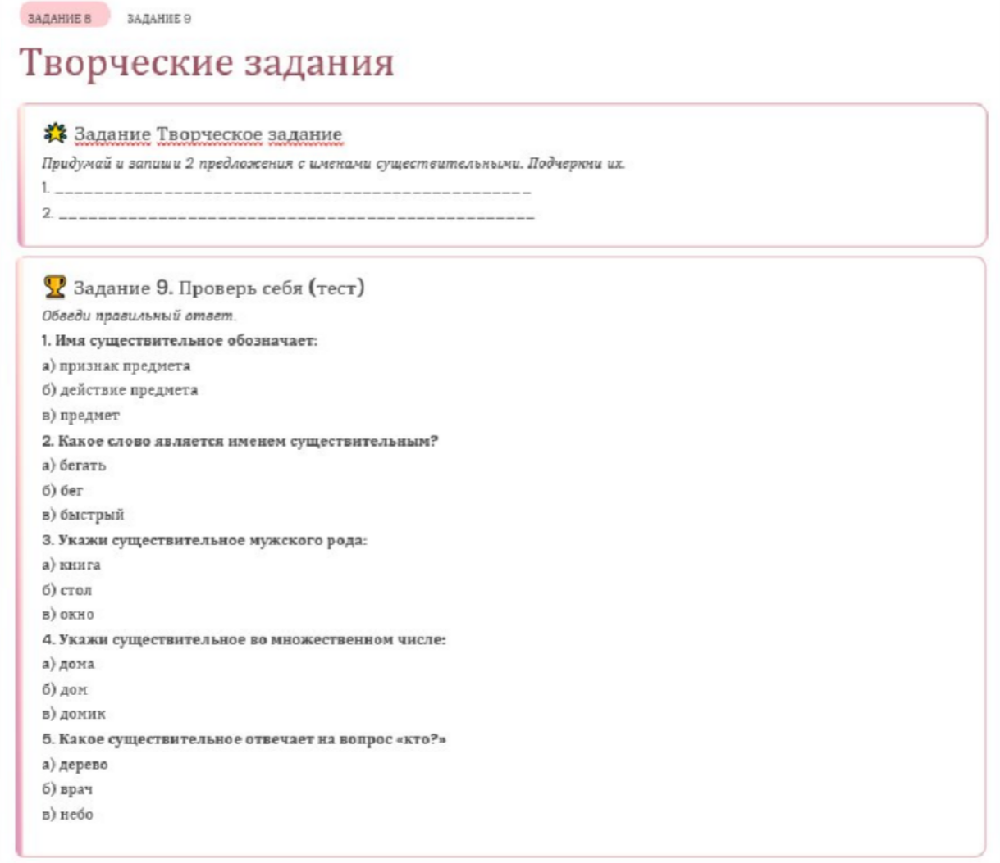 ЗАДАНИЕ 8 ЗАДАНИЕ 9
Творческие задания
Задание Творческое задание
Придумай и запиши 2 предложения с именами существительными. Подчеркни их.
1. ________________________________________________
2. ________________________________________________
Задание 9. Проверь себя (тест)
Обведи правильный ответ.
1. Имя существительное обозначает:
а) признак предмета
б) действие предмета
в) предмет
2. Какое слово является именем существительным?
а) бегать
б) бег
в) быстрый
3. Укажи существительное мужского рода:
а) книга
б) стол
в) окно
4. Укажи существительное во множественном числе:
а) дома
б) дом
в) домик
5. Какое существительное отвечает на вопрос «кто?»
а) дерево
б) врач
в) небо